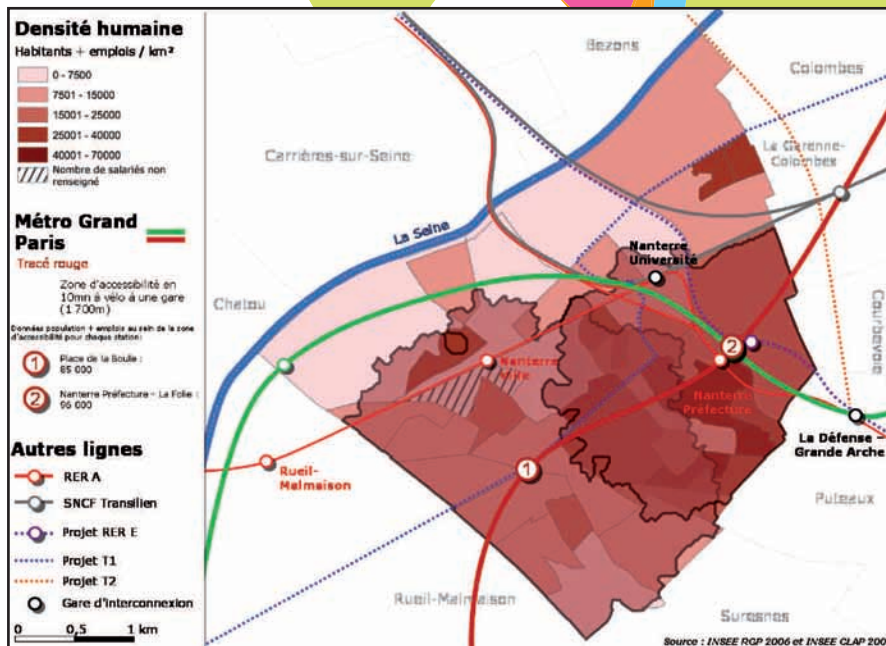 Densité humaine
Habitants + emplois / km²
0 - 7500
7501 - 15000
15001 - 25000
25001 - 40000
40001 - 70000
Nombre de salariés non
renseigné
Métro Grand
Paris
Tracé rouge
Zone d'accessibilité en
10mn à vélo à une gare
(1 700m)
Données population + emplois au sein de la zone
d'accessibilité pour chaque station:
1
Place de la Boule :
85 000
2
Nanterre Préfecture - La Folie :
96 000
Autres lignes
RER A
SNCF Transilien
Projet RER E
Projet T1
Projet T2
Gare d'interconnexion
0 0,5 1 km
Bezons
Colombes
Carrières-sur-Seine
La Garenne-
Colombes
La Seine
Nanterre
Université
Chatou
Courbevoie
2
Nanterre
Ville
Nanterre
Préfecture
La Défense -
Grande Arche
1
Rueil-
Malmaison
Puteaux
Rueil-Malmaison
Suresnes
Source : INSEE RGP 2006 et INSEE CLAP 200